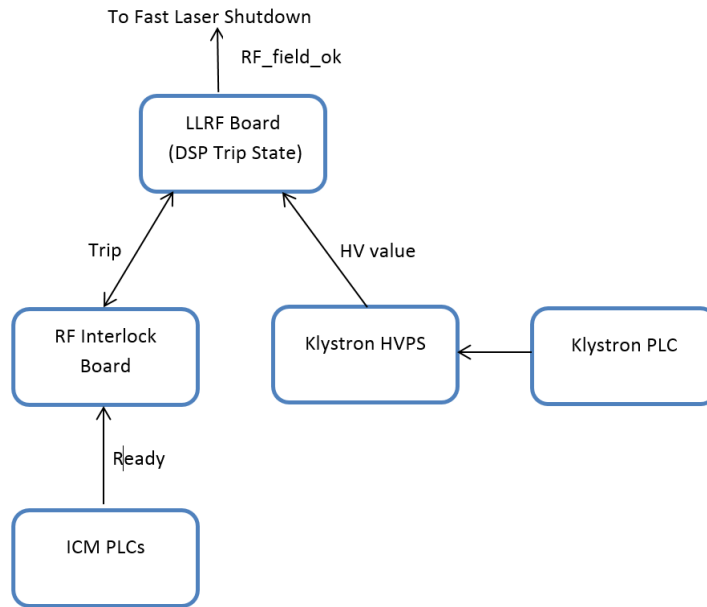 To Fast Laser Shutdown
RF_field_ok
LLRF Board
(DSP Trip State)
Trip
HV value
RF Interlock
Board
Klystron HVPS
Klystron PLC
Ready
ICM PLCs